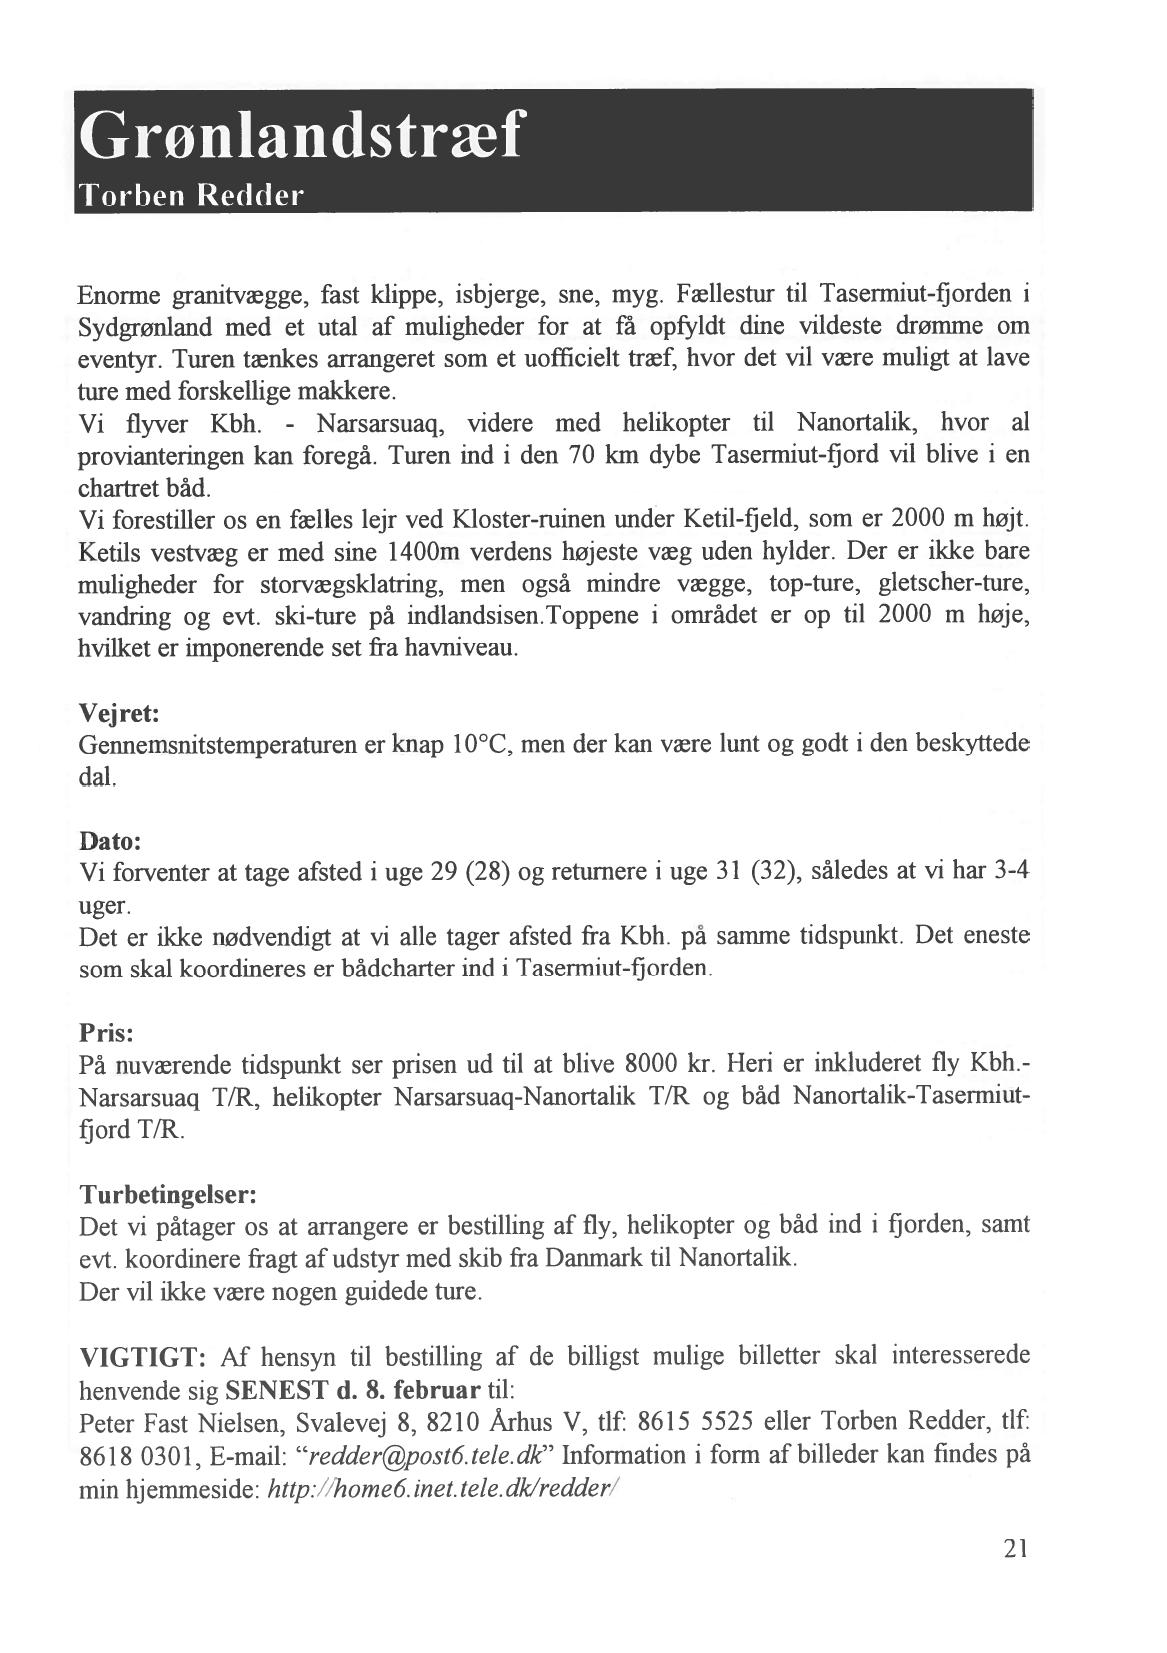 Grønlandstræf
Torben Redder
Enorme granitvægge, fast klippe, isbjerge, sne, myg. Fællestur til Tasermiut-fjorden i
Sydgrønland med et utal af muligheder for at få opfyldt dine vildeste drømme om
eventyr. Turen tænkes arrangeret som et uofficielt træf, hvor det vil være muligt at lave
ture med forskellige makkere.
Vi flyver Kbh. - Narsarsuaq, videre med helikopter til Nanortalik, hvor al
provianteringen kan foregå. Turen ind i den 70 km dybe Tasermiut-fjord vil blive i en
chartret båd.
Vi forestiller os en fælles lejr ved Kloster-ruinen under Ketil-fjeld, som er 2000 m højt.
Ketils vestvæg er med sine 1400m verdens højeste væg uden hylder. Der er ikke bare
muligheder for storvægsklatring, men også mindre vægge, top-ture, gletscher-ture,
vandring og evt. ski-ture på indlandsisen.Toppene i området er op til 2000 m høje,
hvilket er imponerende set fra havniveau.
Vejret:
Gennemsnitstemperaturen er knap 10°C, men der kan være lunt og godt i den beskyttede
dal.
Dato:
Vi forventer at tage afsted i uge 29 (28) og returnere i uge 31 (32), således at vi har 3-4
uger.
Det er ikke nødvendigt at vi alle tager afsted fra Kbh. på samme tidspunkt. Det eneste
som skal koordineres er bådcharter ind i Tasermiut-fjorden.
Pris:
På nuværende tidspunkt ser prisen ud til at blive 8000 kr. Heri er inkluderet fly Kbh.-
Narsarsuaq T/R, helikopter Narsarsuaq-Nanortalik T/R og båd Nanortalik-Tasermiut-
fjord T/R.
Turbetingelser:
Det vi påtager os at arrangere er bestilling af fly, helikopter og båd ind i fjorden, samt
evt. koordinere fragt af udstyr med skib fra Danmark til Nanortalik.
Der vil ikke være nogen guidede ture.
VIGTIGT: Af hensyn til bestilling af de billigst mulige billetter skal interesserede
henvende sig SENEST d. 8. februar til:
Peter Fast Nielsen, Svalevej 8, 8210 Århus V, tlf: 8615 5525 eller Torben Redder, tlf:
8618 0301, E-mail: “redder@post6.tele.dk” Information i form af billeder kan findes på
min hjemmeside: http://home6.inet.tele.dk/redder/
21